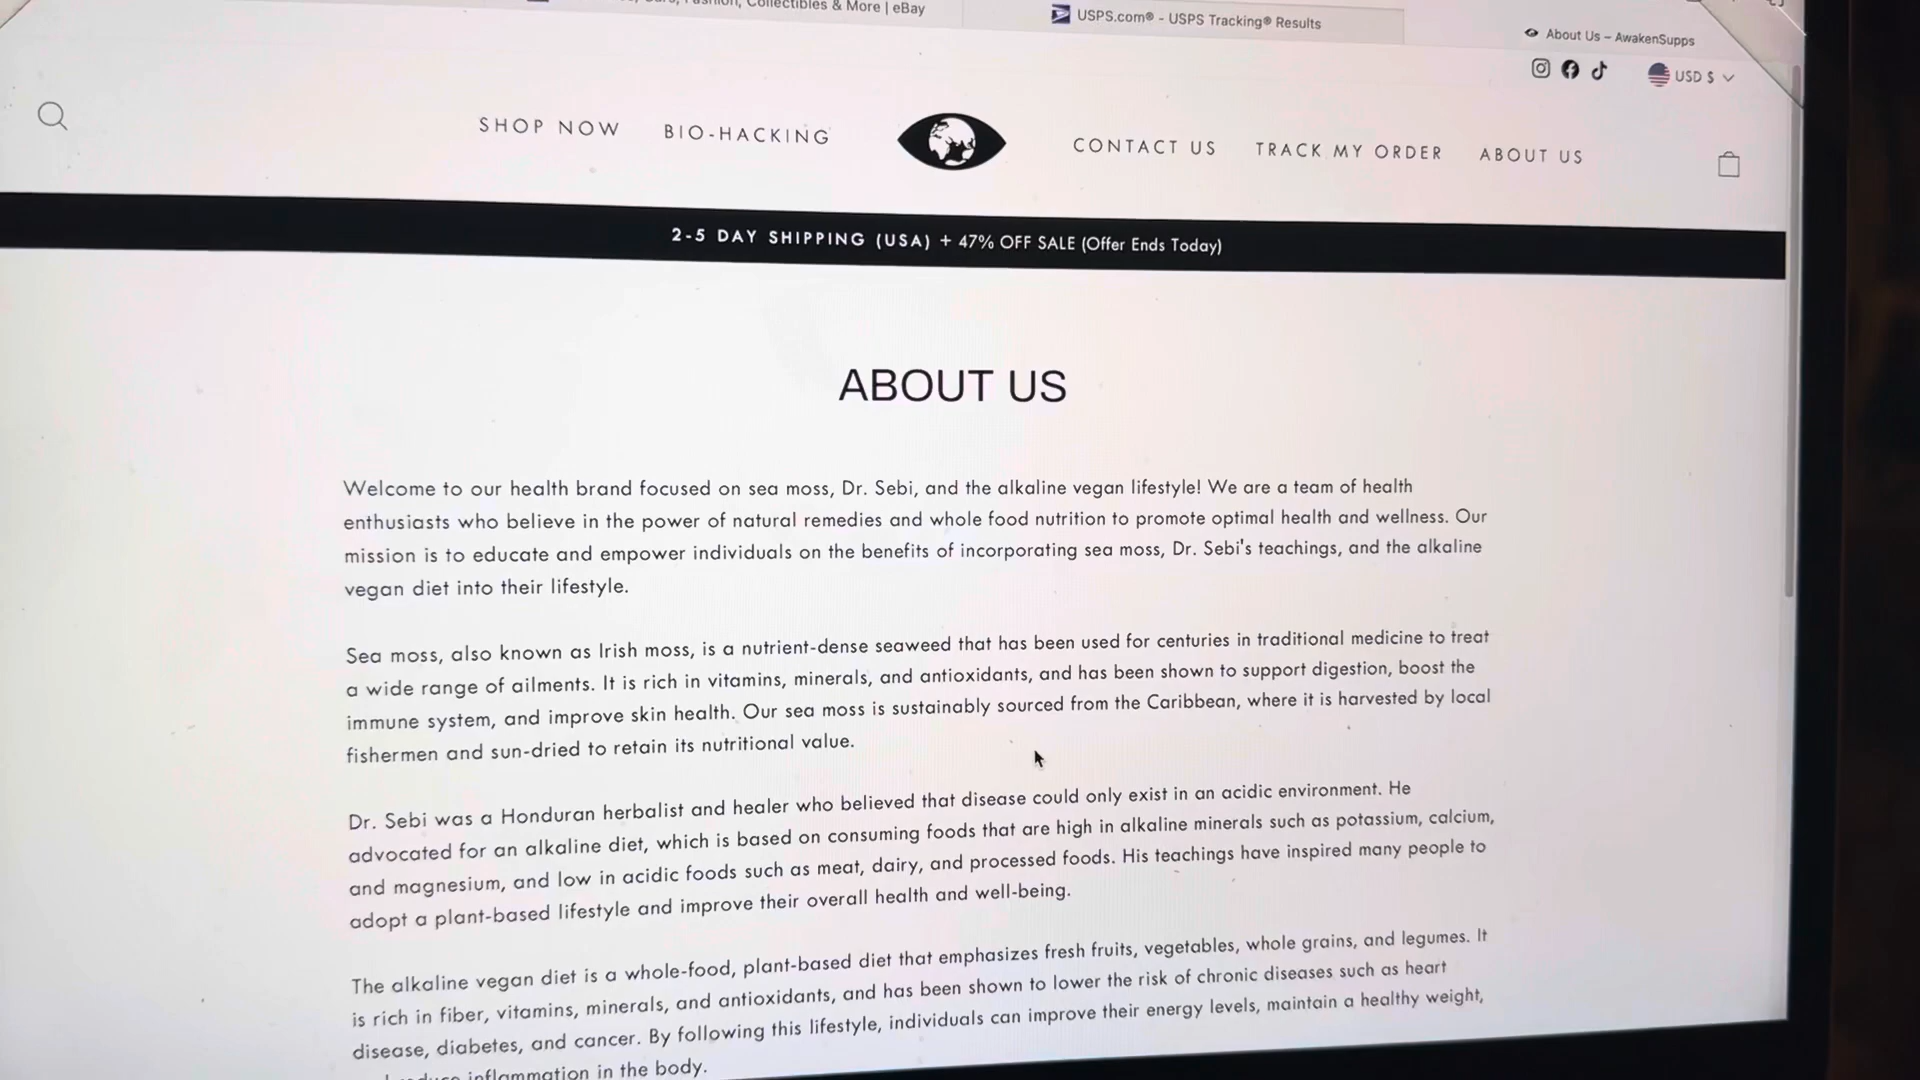 Collectibles & More | eBay
USPS.com® - USPS Tracking® Results
About Us – AwakenSupps
USD $
SHOP NOW
BIO-HACKING
CONTACT US
TRACK MY ORDER
ABOUT US
2-5 DAY SHIPPING (USA) + 47% OFF SALE (Offer Ends Today)
ABOUT US
Welcome to our health brand focused on sea moss, Dr. Sebi, and the alkaline vegan lifestyle! We are a team of health
enthusiasts who believe in the power of natural remedies and whole food nutrition to promote optimal health and wellness. Our
mission is to educate and empower individuals on the benefits of incorporating sea moss, Dr. Sebi's teachings, and the alkaline
vegan diet into their lifestyle.
Sea moss, also known as Irish moss, is a nutrient-dense seaweed that has been used for centuries in traditional medicine to treat
a wide range of ailments. It is rich in vitamins, minerals, and antioxidants, and has been shown to support digestion, boost the
immune system, and improve skin health. Our sea moss is sustainably sourced from the Caribbean, where it is harvested by local
fishermen and sun-dried to retain its nutritional value.
Dr. Sebi was a Honduran herbalist and healer who believed that disease could only exist in an acidic environment. He
advocated for an alkaline diet, which is based on consuming foods that are high in alkaline minerals such as potassium, calcium,
and magnesium, and low in acidic foods such as meat, dairy, and processed foods. His teachings have inspired many people to
adopt a plant-based lifestyle and improve their overall health and well-being.
The alkaline vegan diet is a whole-food, plant-based diet that emphasizes fresh fruits, vegetables, whole grains, and legumes. It
is rich in fiber, vitamins, minerals, and antioxidants, and has been shown to lower the risk of chronic diseases such as heart
disease, diabetes, and cancer. By following this lifestyle, individuals can improve their energy levels, maintain a healthy weight,
inflammation in the body.